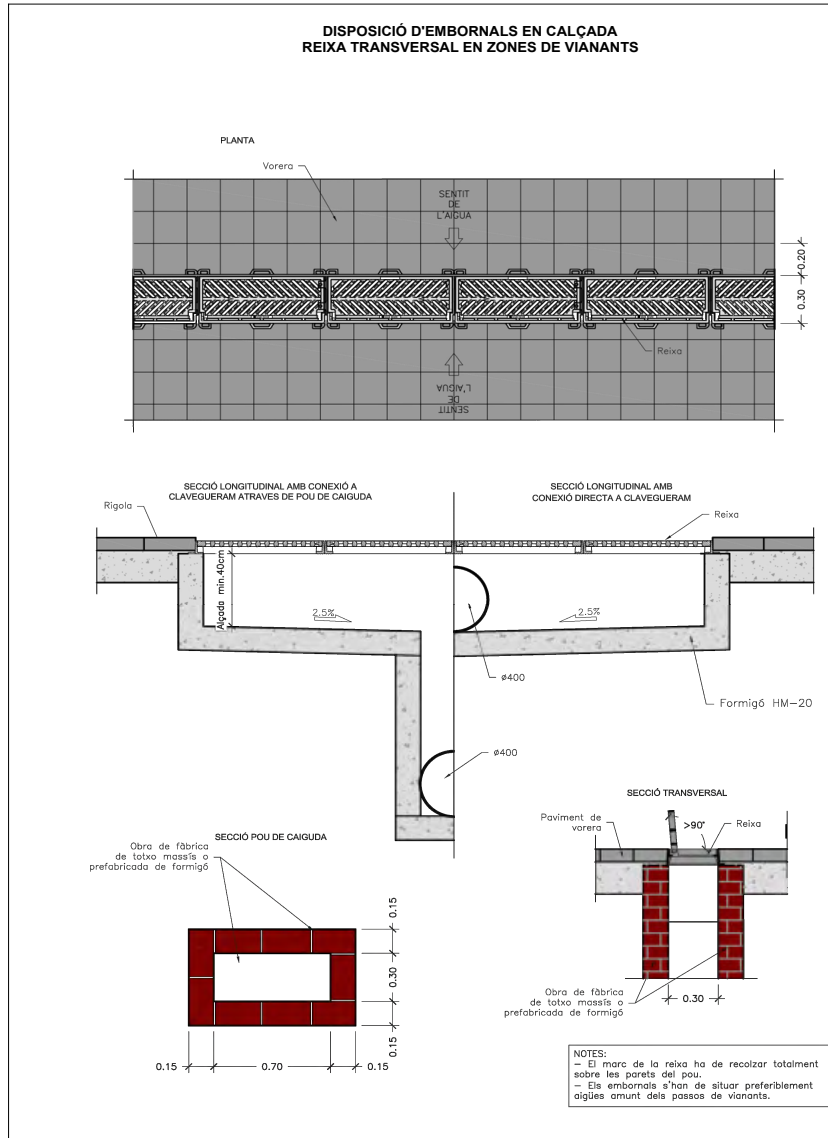 DISPOSICIÓ D'EMBORNALS EN CALÇADA
REIXA TRANSVERSAL EN ZONES DE VIANANTS
PLANTA
Vorera
SENTIT
DE
L'AIGUA
0.20
0.30
Reixa
SENTIT
DE
L'AIGUA
SECCIÓ LONGITUDINAL AMB CONEXIÓ A
CLAVEGUERAM ATRAVES DE POU DE CAIGUDA
SECCIÓ LONGITUDINAL AMB
CONEXIÓ DIRECTA A CLAVEGUERAM
Rigola
Reixa
Alçada min.40cm
2.5%
2.5%
ø400
Formigó HM-20
ø400
SECCIÓ TRANSVERSAL
Paviment de
vorera
>90°
Reixa
SECCIÓ POU DE CAIGUDA
Obra de fàbrica
de totxo massís o
prefabricada de formigó
0.15
0.30
0.15
0.15
0.70
0.15
Obra de fàbrica
de totxo massís o
prefabricada de formigó
0.30
NOTES:
- El marc de la reixa ha de recolzar totalment
sobre les parets del pou.
- Els embornals s'han de situar preferiblement
aigües amunt dels passos de vianants.